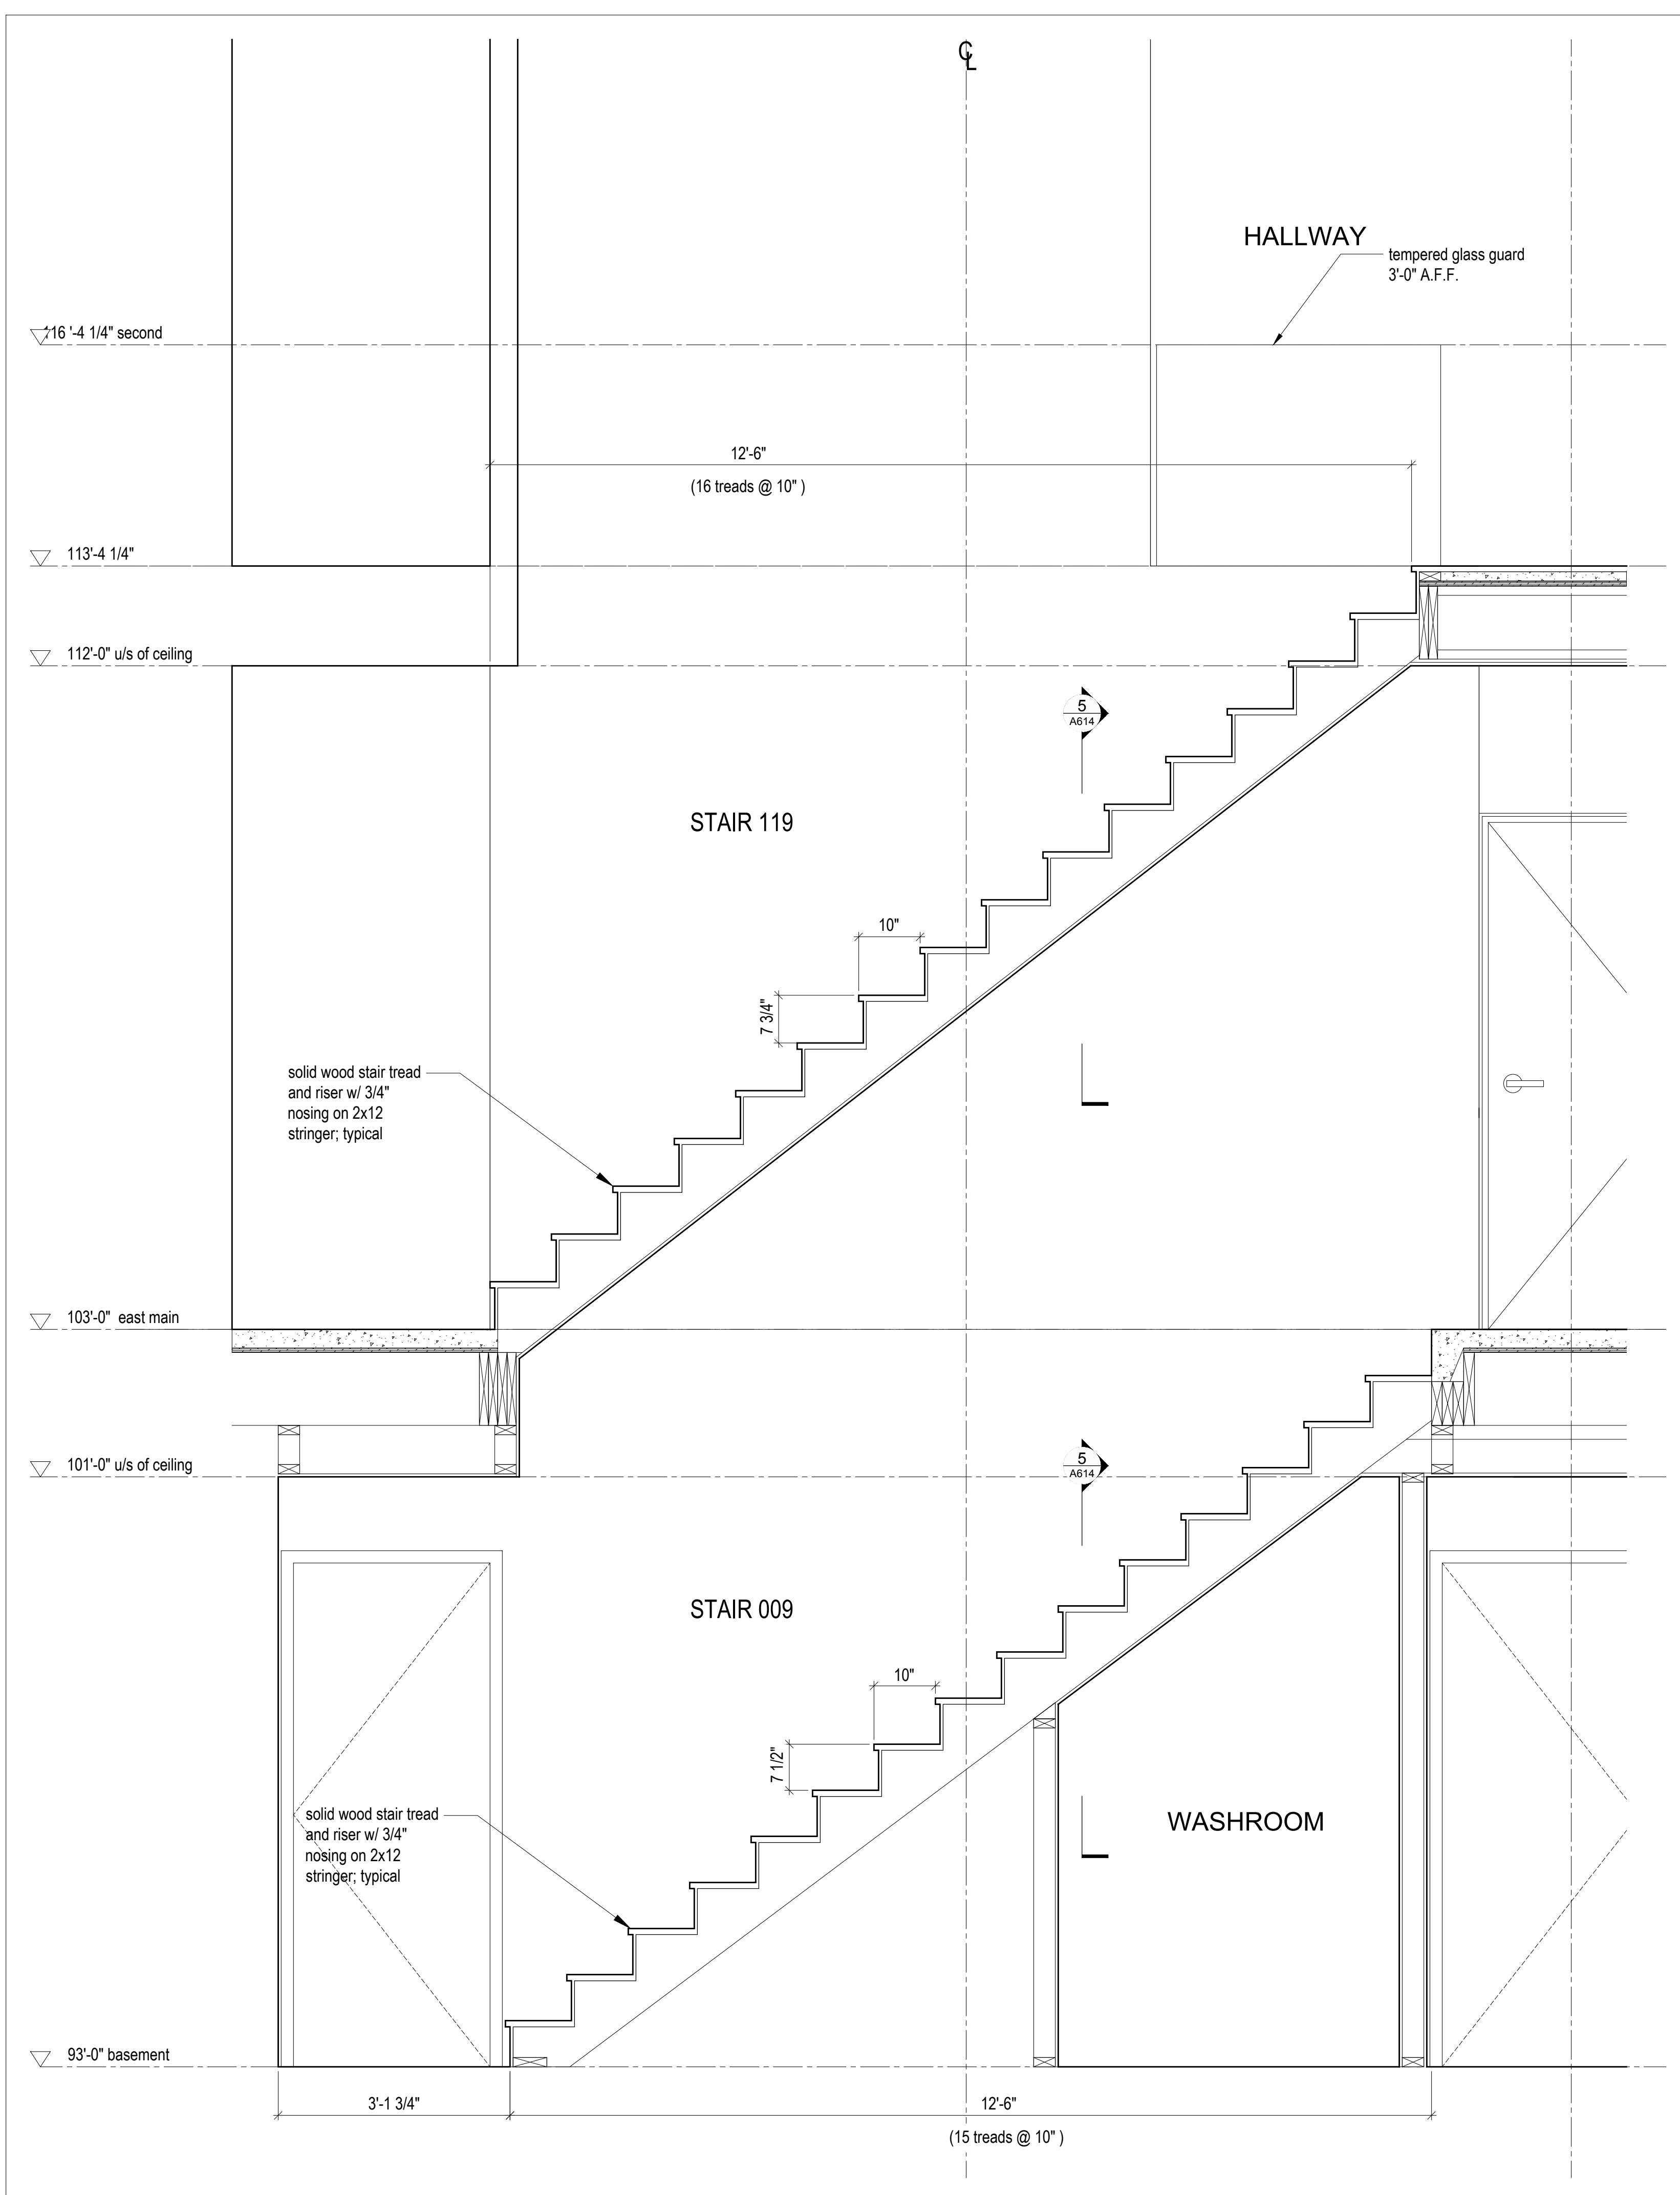 CL
HALLWAY
tempered glass guard
3'-0" A.F.F.
116 '-4 1/4" second
12'-6"
(16 treads @ 10" )
113'-4 1/4"
112'-0" u/s of ceiling
5
A614
STAIR 119
10"
7 3/4"
solid wood stair tread
and riser w/ 3/4"
nosing on 2x12
stringer; typical
103'-0" east main
101'-0" u/s of ceiling
5
A614
STAIR 009
10"
7 1/2"
solid wood stair tread
and riser w/ 3/4"
nosing on 2x12
stringer; typical
WASHROOM
93'-0" basement
3'-1 3/4"
12'-6"
(15 treads @ 10" )